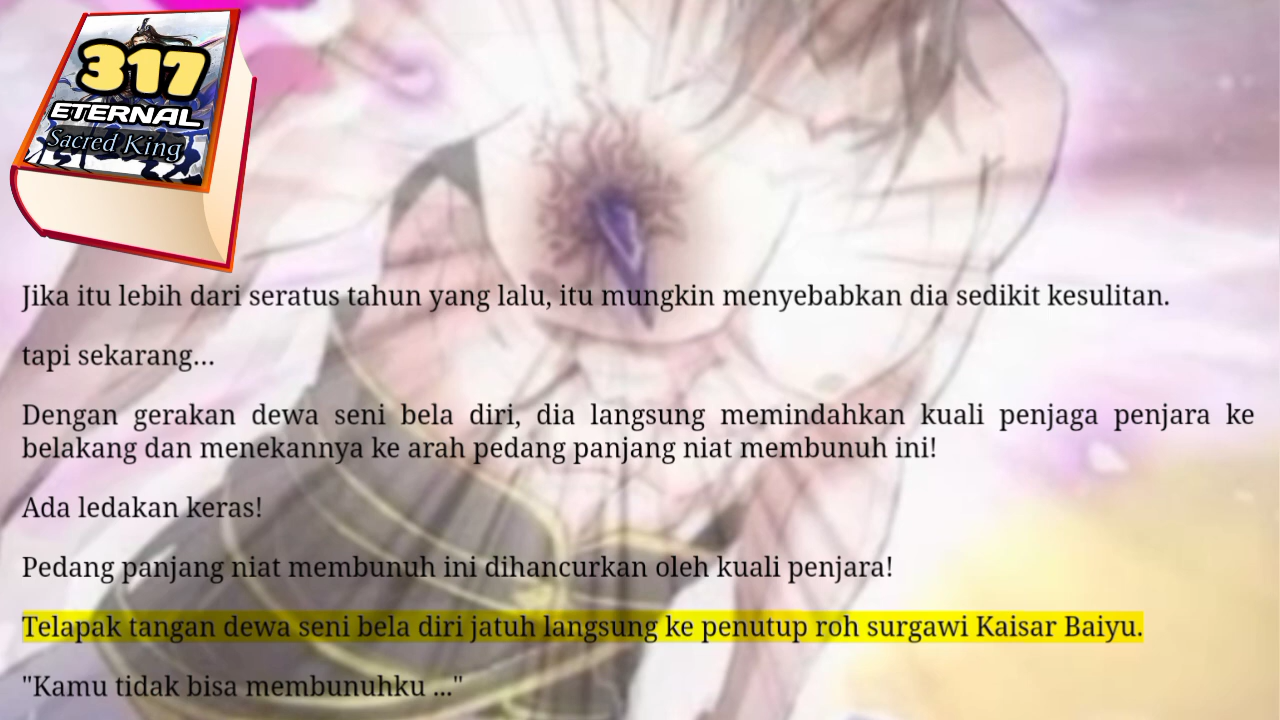 317
ETERNAL
Sacred King
Jika itu lebih dari seratus tahun yang lalu, itu mungkin menyebabkan dia sedikit kesulitan.
tapi sekarang...
Dengan gerakan dewa seni bela diri, dia langsung memindahkan kuali penjaga penjara ke
belakang dan menekannya ke arah pedang panjang niat membunuh ini!
Ada ledakan keras!
Pedang panjang niat membunuh ini dihancurkan oleh kuali penjara!
Telapak tangan dewa seni bela diri jatuh langsung ke penutup roh surgawi Kaisar Baiyu.
"Kamu tidak bisa membunuhku ..."